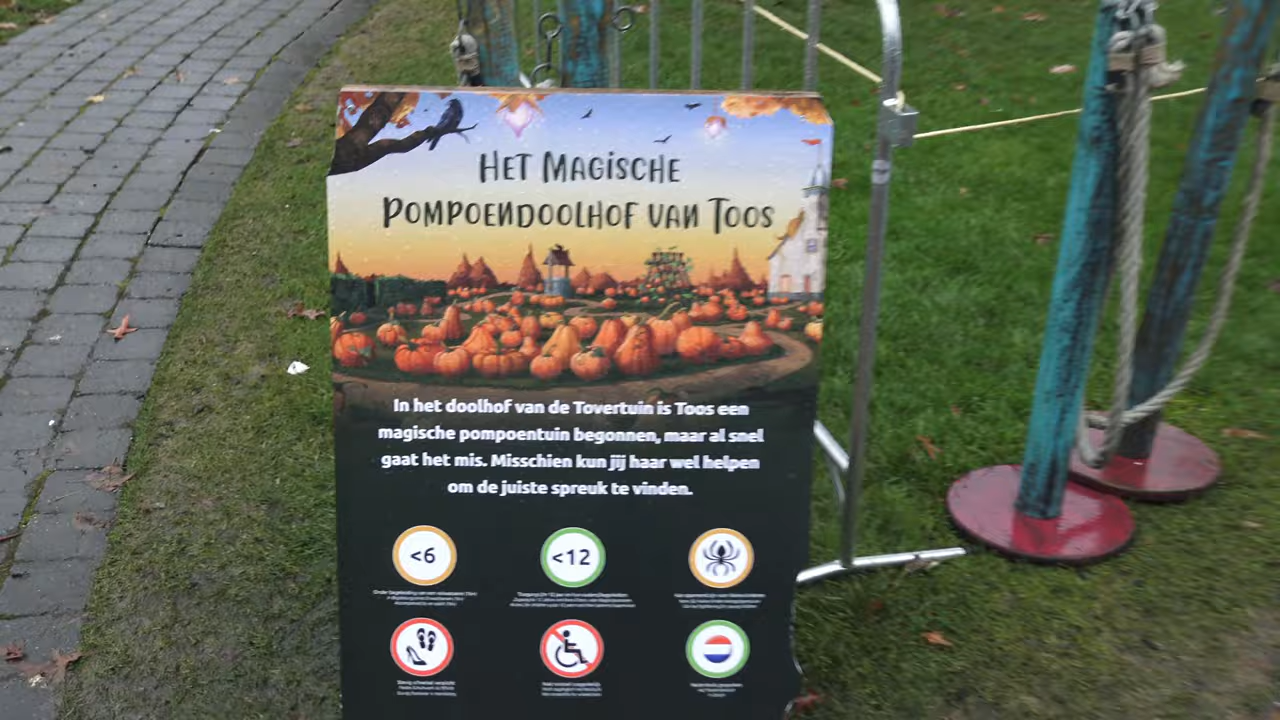 HET MAGISCHE
POMPOENDOOLHOF VAN TOOS
In het doolhof van de Tovertuin is Toos een
magische pompoentuin begonnen, maar al snel
gaat het mis. Misschien kun jij haar wel helpen
om de juiste spreuk te vinden.
<6
<12